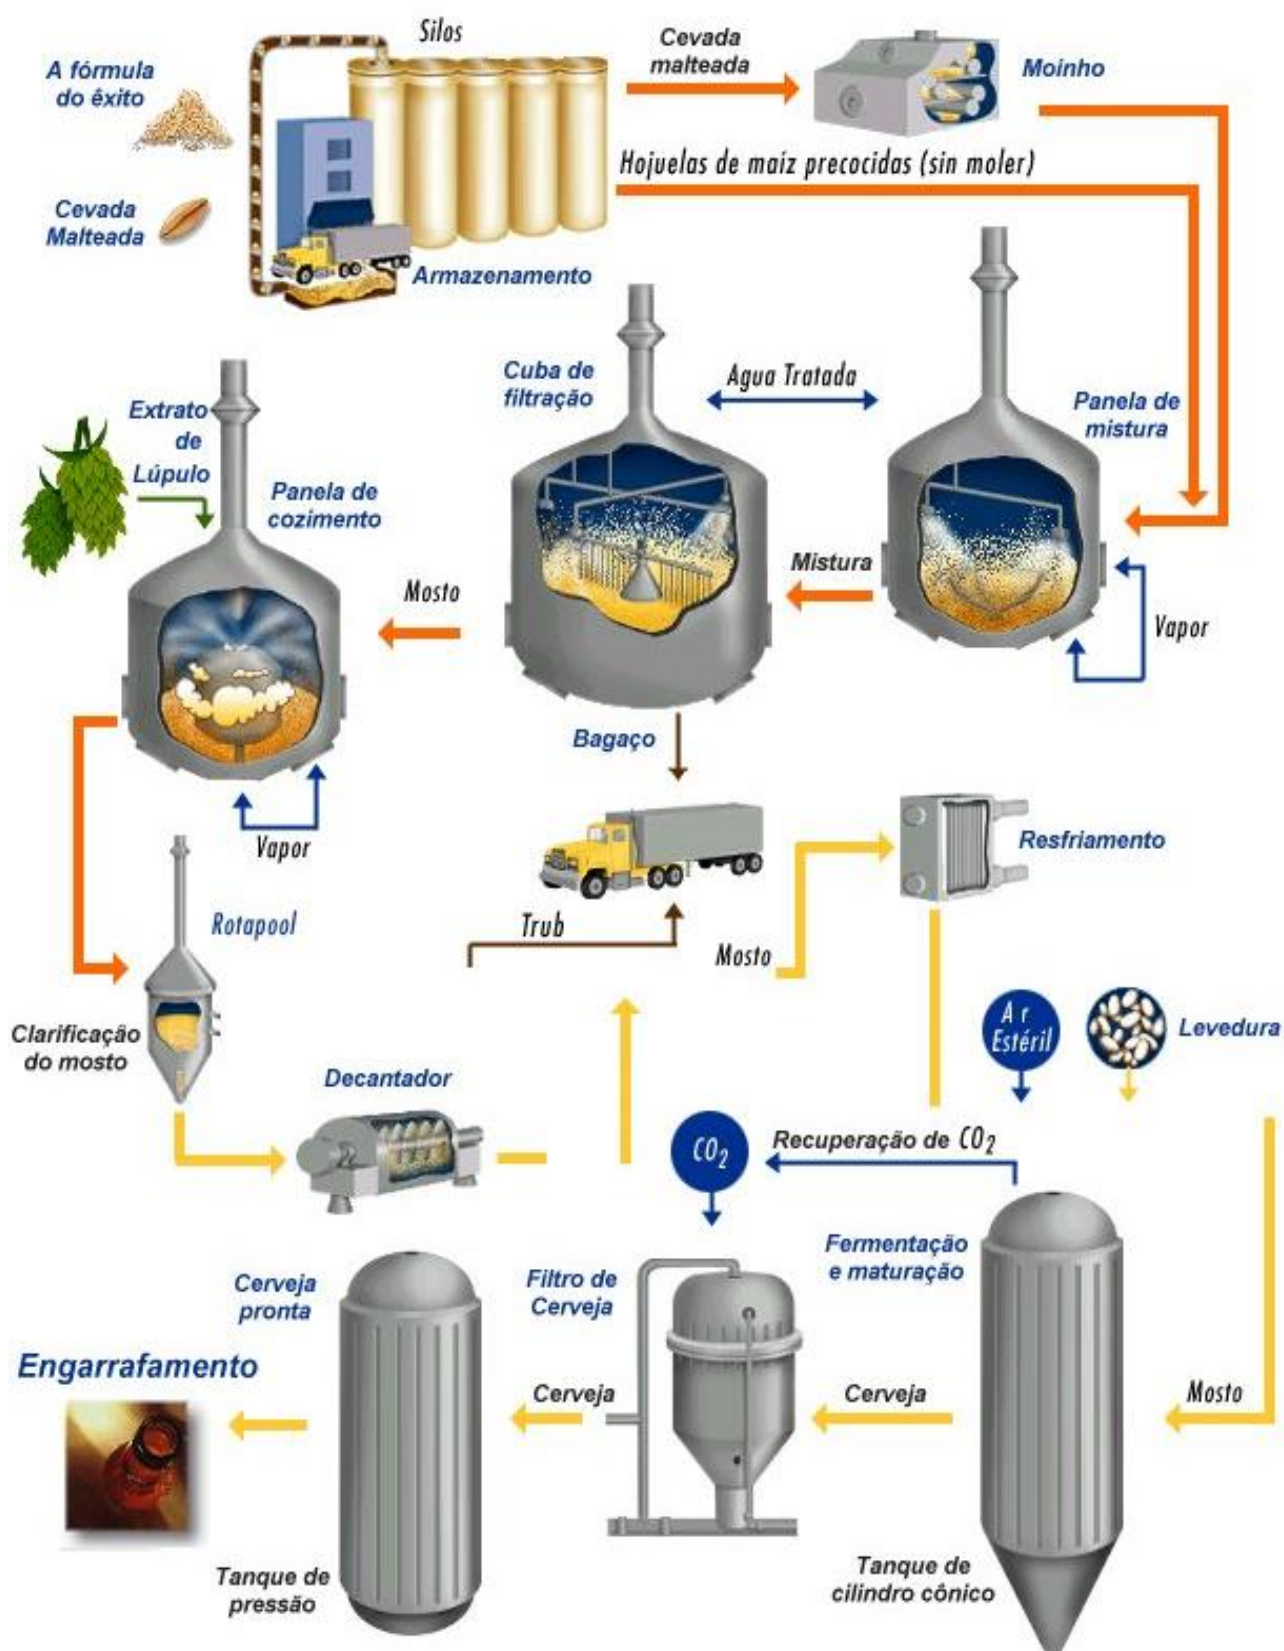 Silos
A fórmula
do êxito
Cevada
malteada
Moinho
Hojuelas de maiz precocidas (sin moler)
Cevada
Malteada
Armazenamento
Cuba de
filtração
Agua Tratada
Panela de
mistura
Extrato
de
Lúpulo
Panela de
cozimento
Mistura
Mosto
Vapor
Bagaço
Vapor
Resfriamento
Rotapool
Trub
Mosto
Clarificação
do mosto
Ar
Estéril
Levedura
Decantador
CO2
Recuperação de CO2
Fermentação
e maturação
Cerveja
pronta
Filtro de
Cerveja
Engarrafamento
Cerveja
Cerveja
Mosto
Tanque de
pressão
Tanque de
cilindro cônico